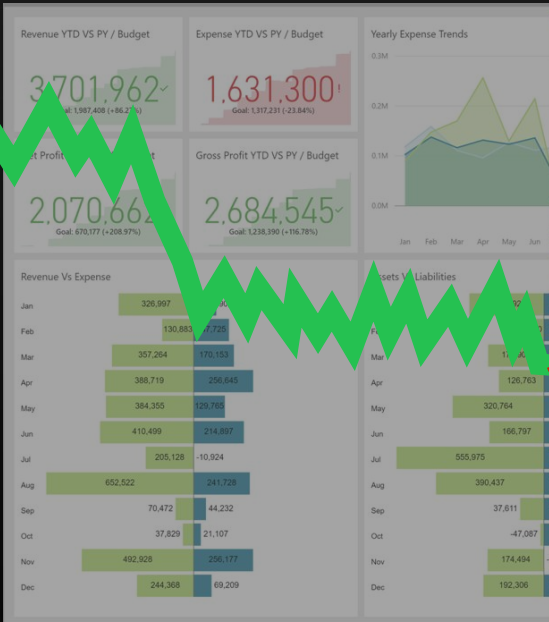 Revenue YTD VS PY / Budget
3,701,962
Goal: 1,987,408 (+86.2
Expense YTD VS PY / Budget
1,631,300!
Goal: 1,317,231 (-23.84%)
Yearly Expense Trends
0.3M
0.2M
0.1M
0.0M
Jan Feb Mar Apr May Jun
Profit
2,070,662
Goal: 670,177 (+208.97%)
Gross Profit YTD VS PY / Budget
2,684,545
Goal: 1,238,390 (+116.78%)
Revenue Vs Expense
Jan 326,997
Feb 130,883
Mar 357,264 170,153
Apr 388,719 256,645
May 384,355 129,765
Jun 410,499 214,897
Jul 205,128 -10,924
Aug 652,522 241,728
Sep 70,472 44,232
Oct 37,829 21,107
Nov 492,928 256,177
Dec 244,368 69,209
Liabilities
Mar
Apr 126,763
May 320,764
Jun 166,797
Jul 555,975
Aug 390,437
Sep 37,611
Oct -47,087
Nov 174,494
Dec 192,306